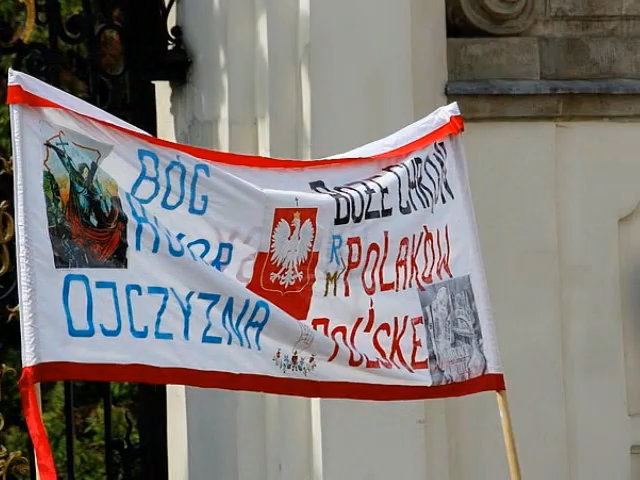 BÓG
HONOR
OJCZYZNA
BOŻE CHROŃ
POLAKÓW
POLSKĘ